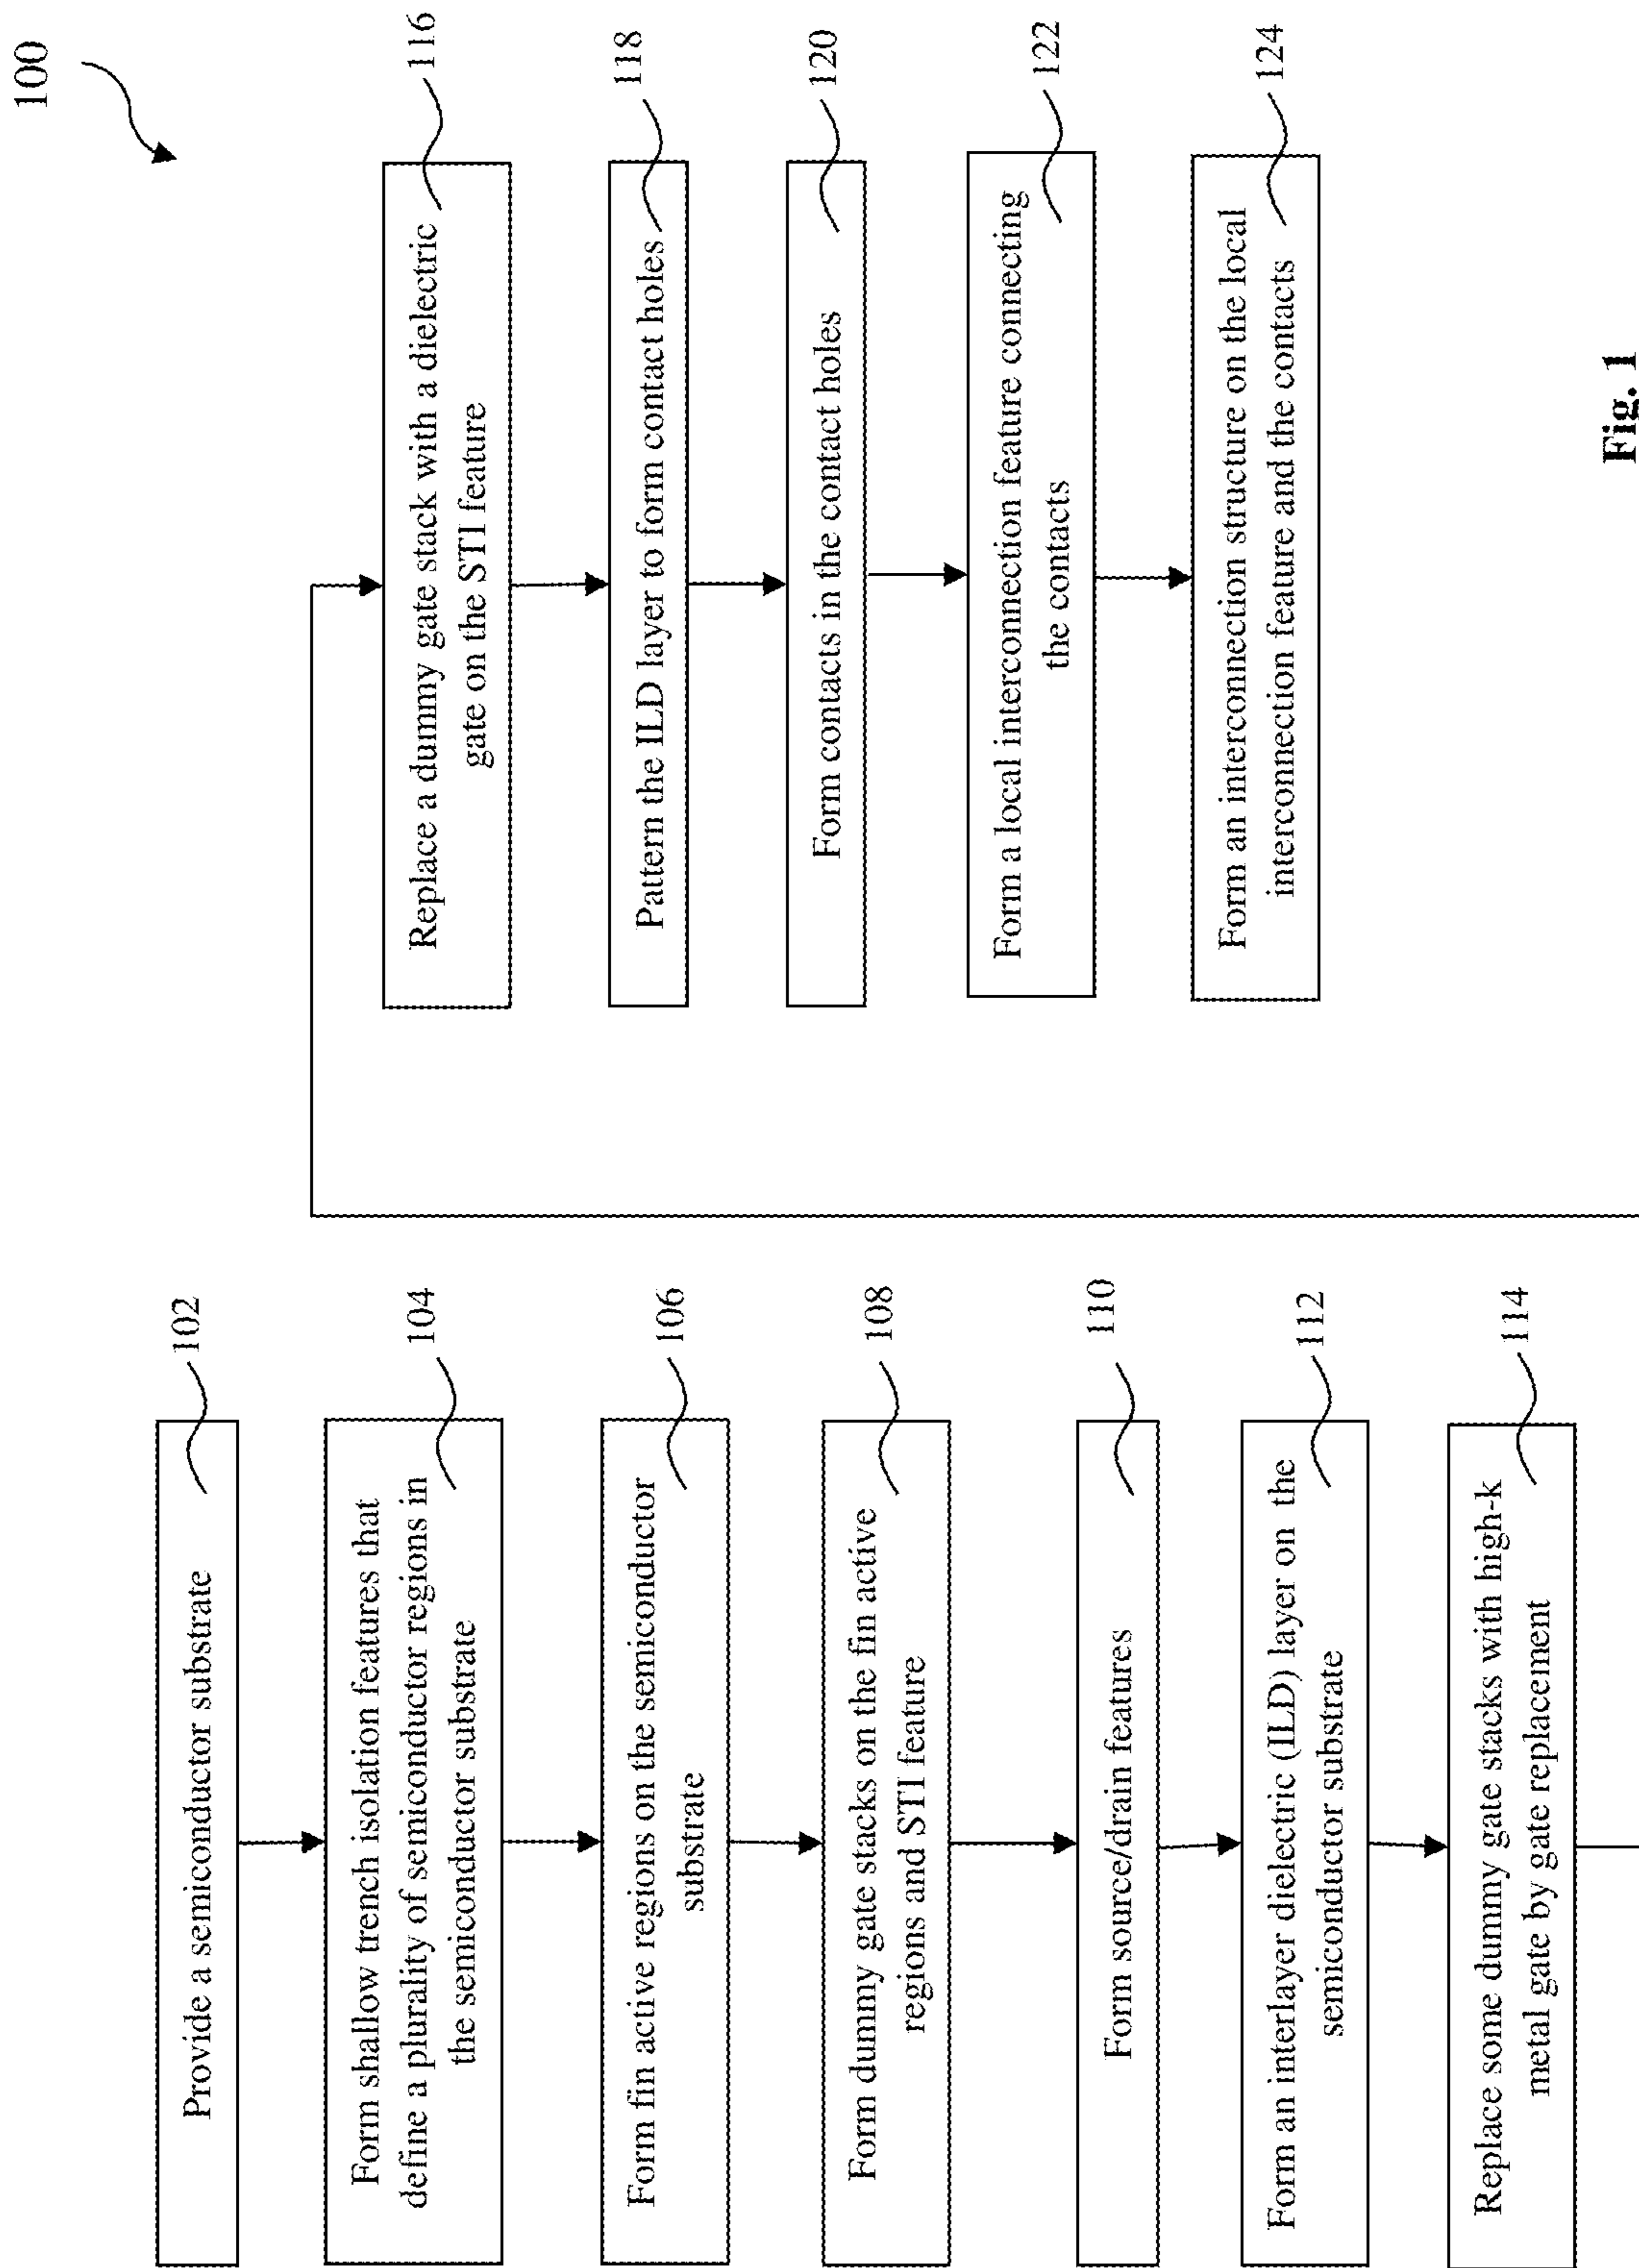 100
Provide a semiconductor substrate
102
Form shallow trench isolation features that
define a plurality of semiconductor regions in
the semiconductor substrate
104
Form fin active regions on the semiconductor
substrate
106
Form dummy gate stacks on the fin active
regions and STI feature
108
Form source/drain features
110
Form an interlayer dielectric (ILD) layer on the
semiconductor substrate
112
Replace some dummy gate stacks with high-k
metal gate by gate replacement
114
Replace a dummy gate stack with a dielectric
gate on the STI feature
116
Pattern the ILD layer to form contact holes
118
Form contacts in the contact holes
120
Form a local interconnection feature connecting
the contacts
122
Form an interconnection structure on the local
interconnection feature and the contacts
124
Fig. 1